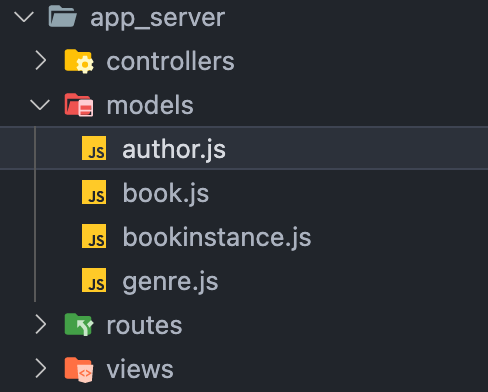 app_server
controllers
models
JS author.js
JS book.js
JS bookinstance.js
JS genre.js
routes
views